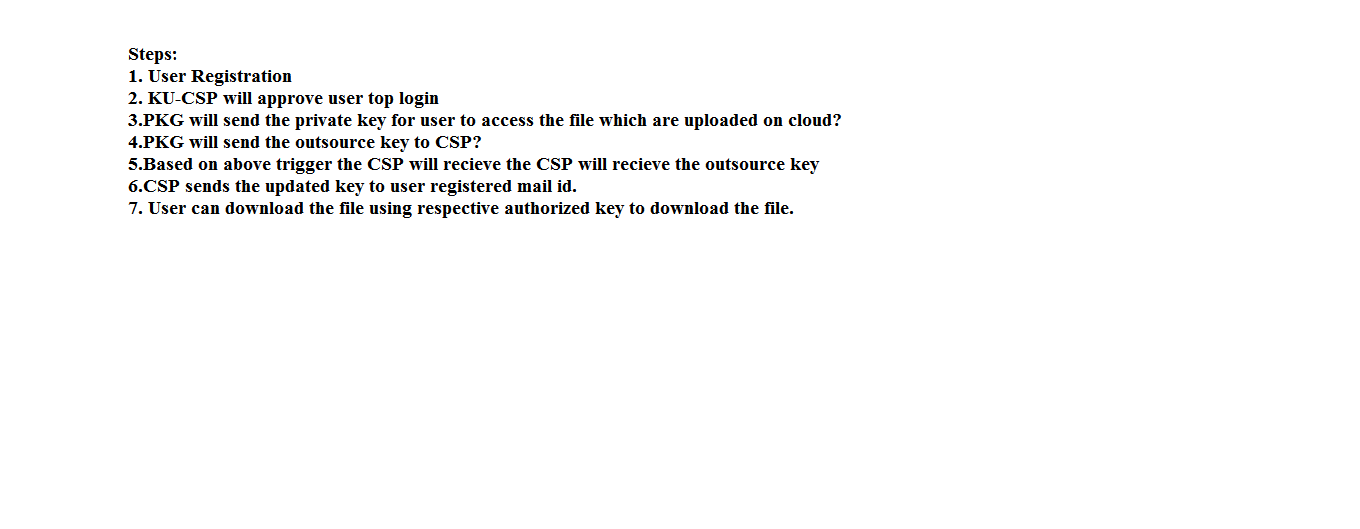 Steps:
1. User Registration
2. KU-CSP will approve user top login
3.PKG will send the private key for user to access the file which are uploaded on cloud?
4.PKG will send the outsource key to CSP?
5.Based on above trigger the CSP will recieve the CSP will recieve the outsource key
6.CSP sends the updated key to user registered mail id.
7. User can download the file using respective authorized key to download the file.